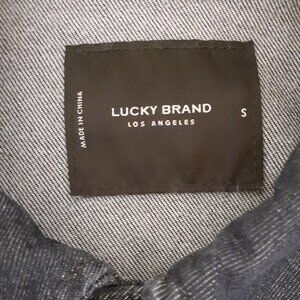 MADE IN CHINA
LUCKY BRAND
LOS ANGELES
S